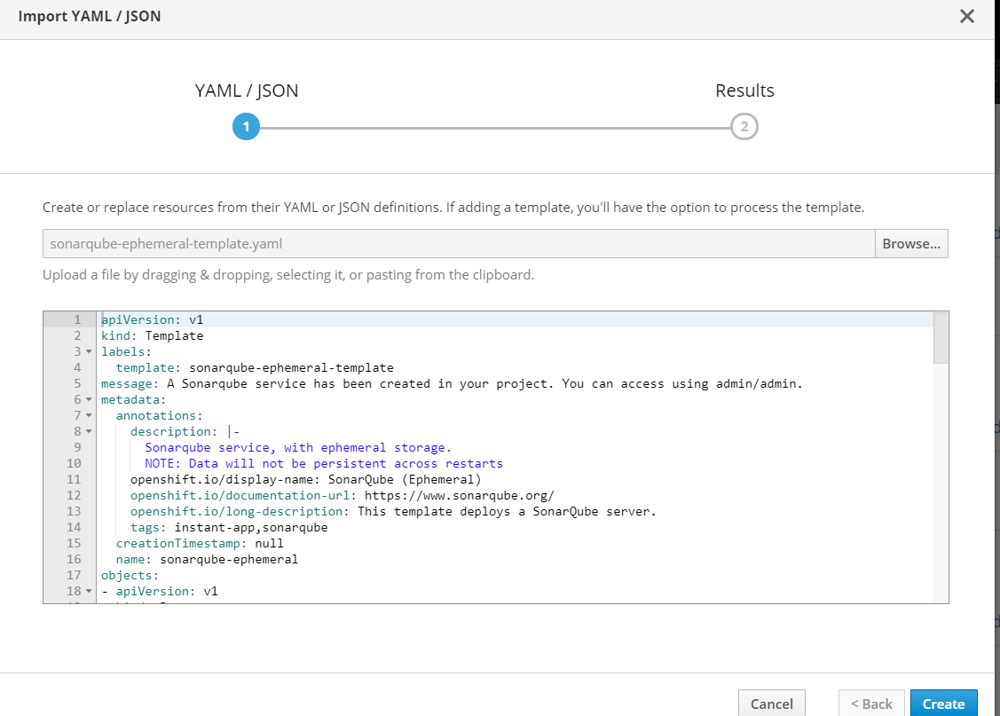 Import YAML / JSON
YAML / JSON
Results
1
2
Create or replace resources from their YAML or JSON definitions. If adding a template, you'll have the option to process the template.
sonarqube-ephemeral-template.yaml
Browse...
Upload a file by dragging & dropping, selecting it, or pasting from the clipboard.
1 apiVersion: v1
2 kind: Template
3 labels:
4 template: sonarqube-ephemeral-template
5 message: A Sonarqube service has been created in your project. You can access using admin/admin.
6 metadata:
7 annotations:
8 description: |-
9 Sonarqube service, with ephemeral storage.
10 NOTE: Data will not be persistent across restarts
11 openshift.io/display-name: SonarQube (Ephemeral)
12 openshift.io/documentation-url: https://www.sonarqube.org/
13 openshift.io/long-description: This template deploys a SonarQube server.
14 tags: instant-app,sonarqube
15 creationTimestamp: null
16 name: sonarqube-ephemeral
17 objects:
18 - apiVersion: v1
Cancel
< Back
Create